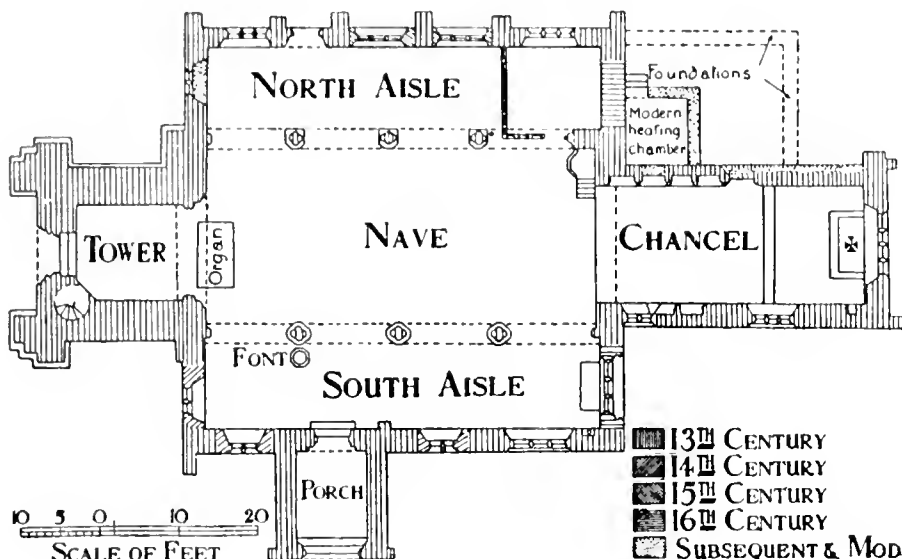 NORTH AISLE
Foundations
Modern
heating
chamber
TOWER
Organ
NAVE
CHANCEL
FONT
SOUTH AISLE
PORCH
13TH CENTURY
14TH CENTURY
15TH CENTURY
16TH CENTURY
SUBSEQUENT & MOD
10 5 0 10 20
SCALE OF FEET